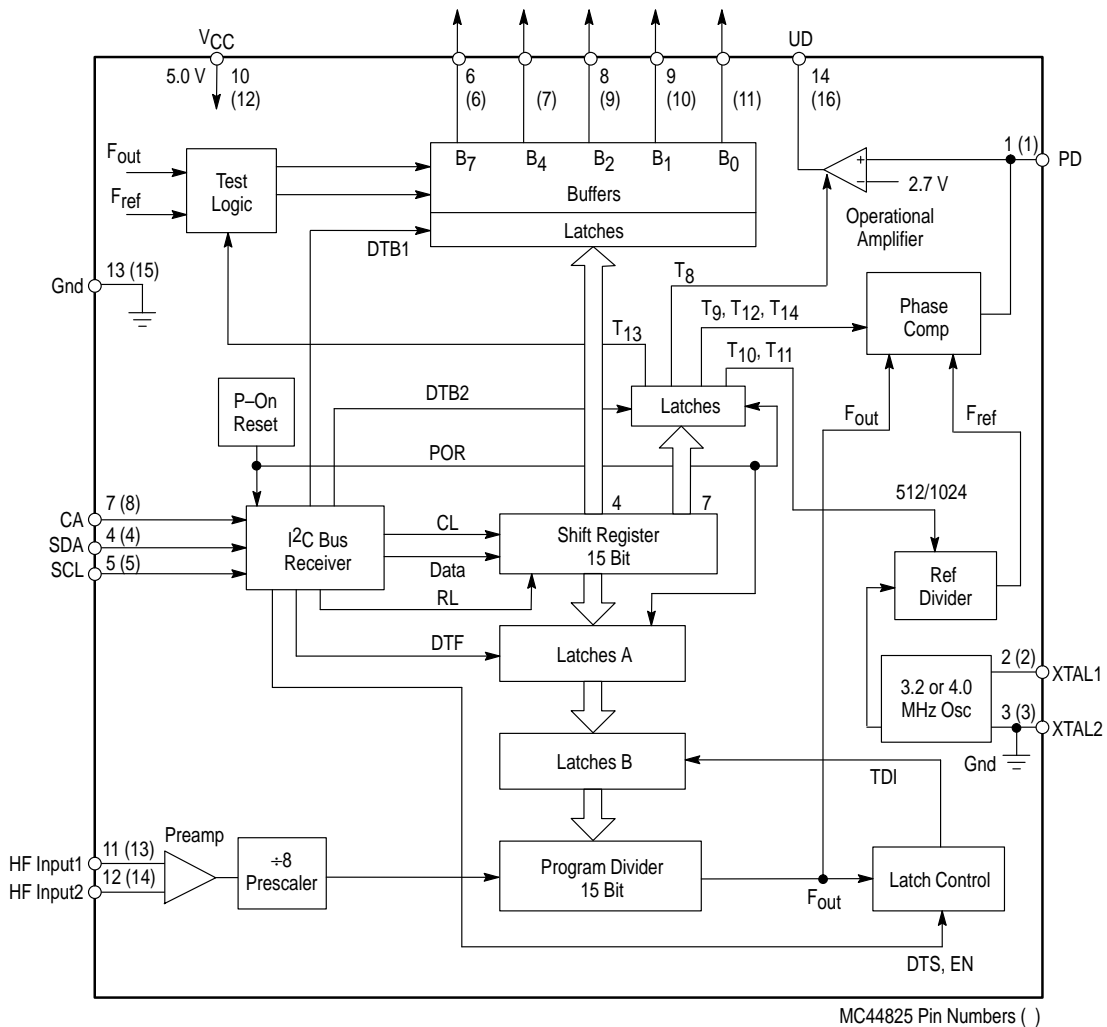 VCC
5.0 V
10
(12)
6
(6)
(7)
8
(9)
9
(10)
(11)
UD
14
(16)
B7
B4
B2
B1
B0
Buffers
Latches
Fout
Fref
Test
Logic
DTB1
+
–
2.7 V
Operational
Amplifier
1 (1)
PD
Gnd
13 (15)
T8
T9, T12, T14
T13
T10, T11
Phase
Comp
P–On
Reset
DTB2
Latches
Fout
Fref
POR
512/1024
CA
7 (8)
SDA
4 (4)
SCL
5 (5)
I2C Bus
Receiver
CL
Data
RL
4
7
Shift Register
15 Bit
Ref
Divider
DTF
Latches A
3.2 or 4.0
MHz Osc
2 (2)
XTAL1
3 (3)
XTAL2
Gnd
Latches B
TDI
HF Input1
11 (13)
HF Input2
12 (14)
Preamp
÷8
Prescaler
Program Divider
15 Bit
Fout
Latch Control
DTS, EN
MC44825 Pin Numbers ( )